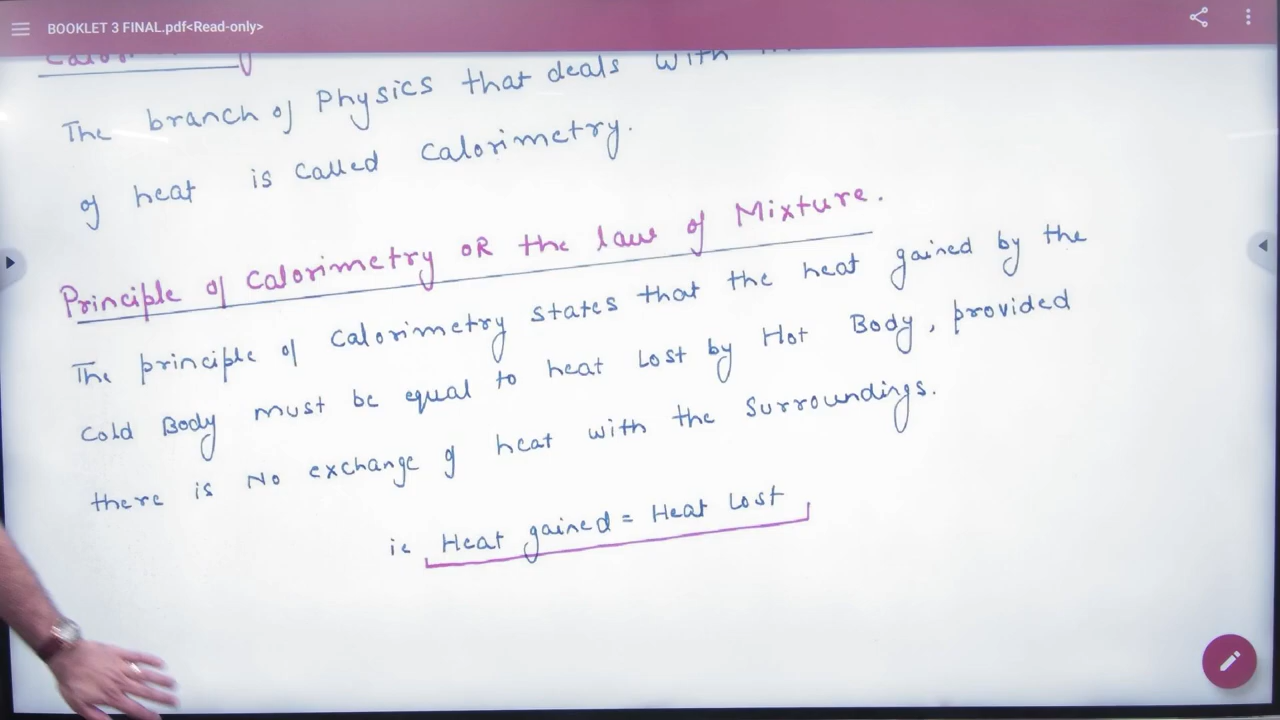 BOOKLET 3 FINAL.pdf<Read-only>
The branch of Physics that deals with
of heat is called Calorimetry.
Principle of Calorimetry OR the law of Mixture.
The principle of Calorimetry states that the heat gained by the
Cold Body must be equal to heat Lost by Hot Body, provided
there is No exchange of heat with the Surroundings.
ie Heat gained = Heat Lost